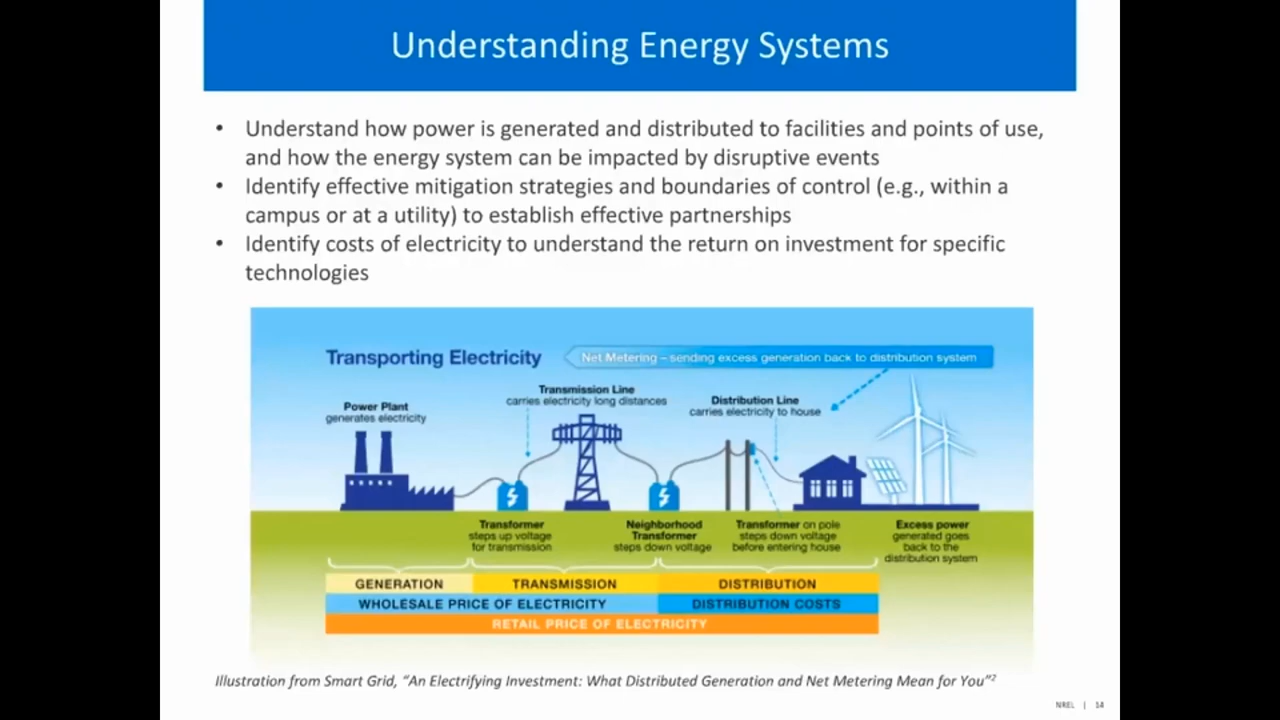 Understanding Energy Systems
• Understand how power is generated and distributed to facilities and points of use,
and how the energy system can be impacted by disruptive events
• Identify effective mitigation strategies and boundaries of control (e.g., within a
campus or at a utility) to establish effective partnerships
• Identify costs of electricity to understand the return on investment for specific
technologies
Transporting Electricity
Net Metering – sending excess generation back to distribution system
Power Plant
generates electricity
Transmission Line
carries electricity long distances
Distribution Line
carries electricity to house
Transformer
steps up voltage
for transmission
Neighborhood
Transformer
steps down voltage
Transformer on pole
steps down voltage
before entering house
Excess power
generated goes
back to the
distribution system
GENERATION
TRANSMISSION
DISTRIBUTION
WHOLESALE PRICE OF ELECTRICITY
DISTRIBUTION COSTS
RETAIL PRICE OF ELECTRICITY
Illustration from Smart Grid, “An Electrifying Investment: What Distributed Generation and Net Metering Mean for You”2
NREL | 14